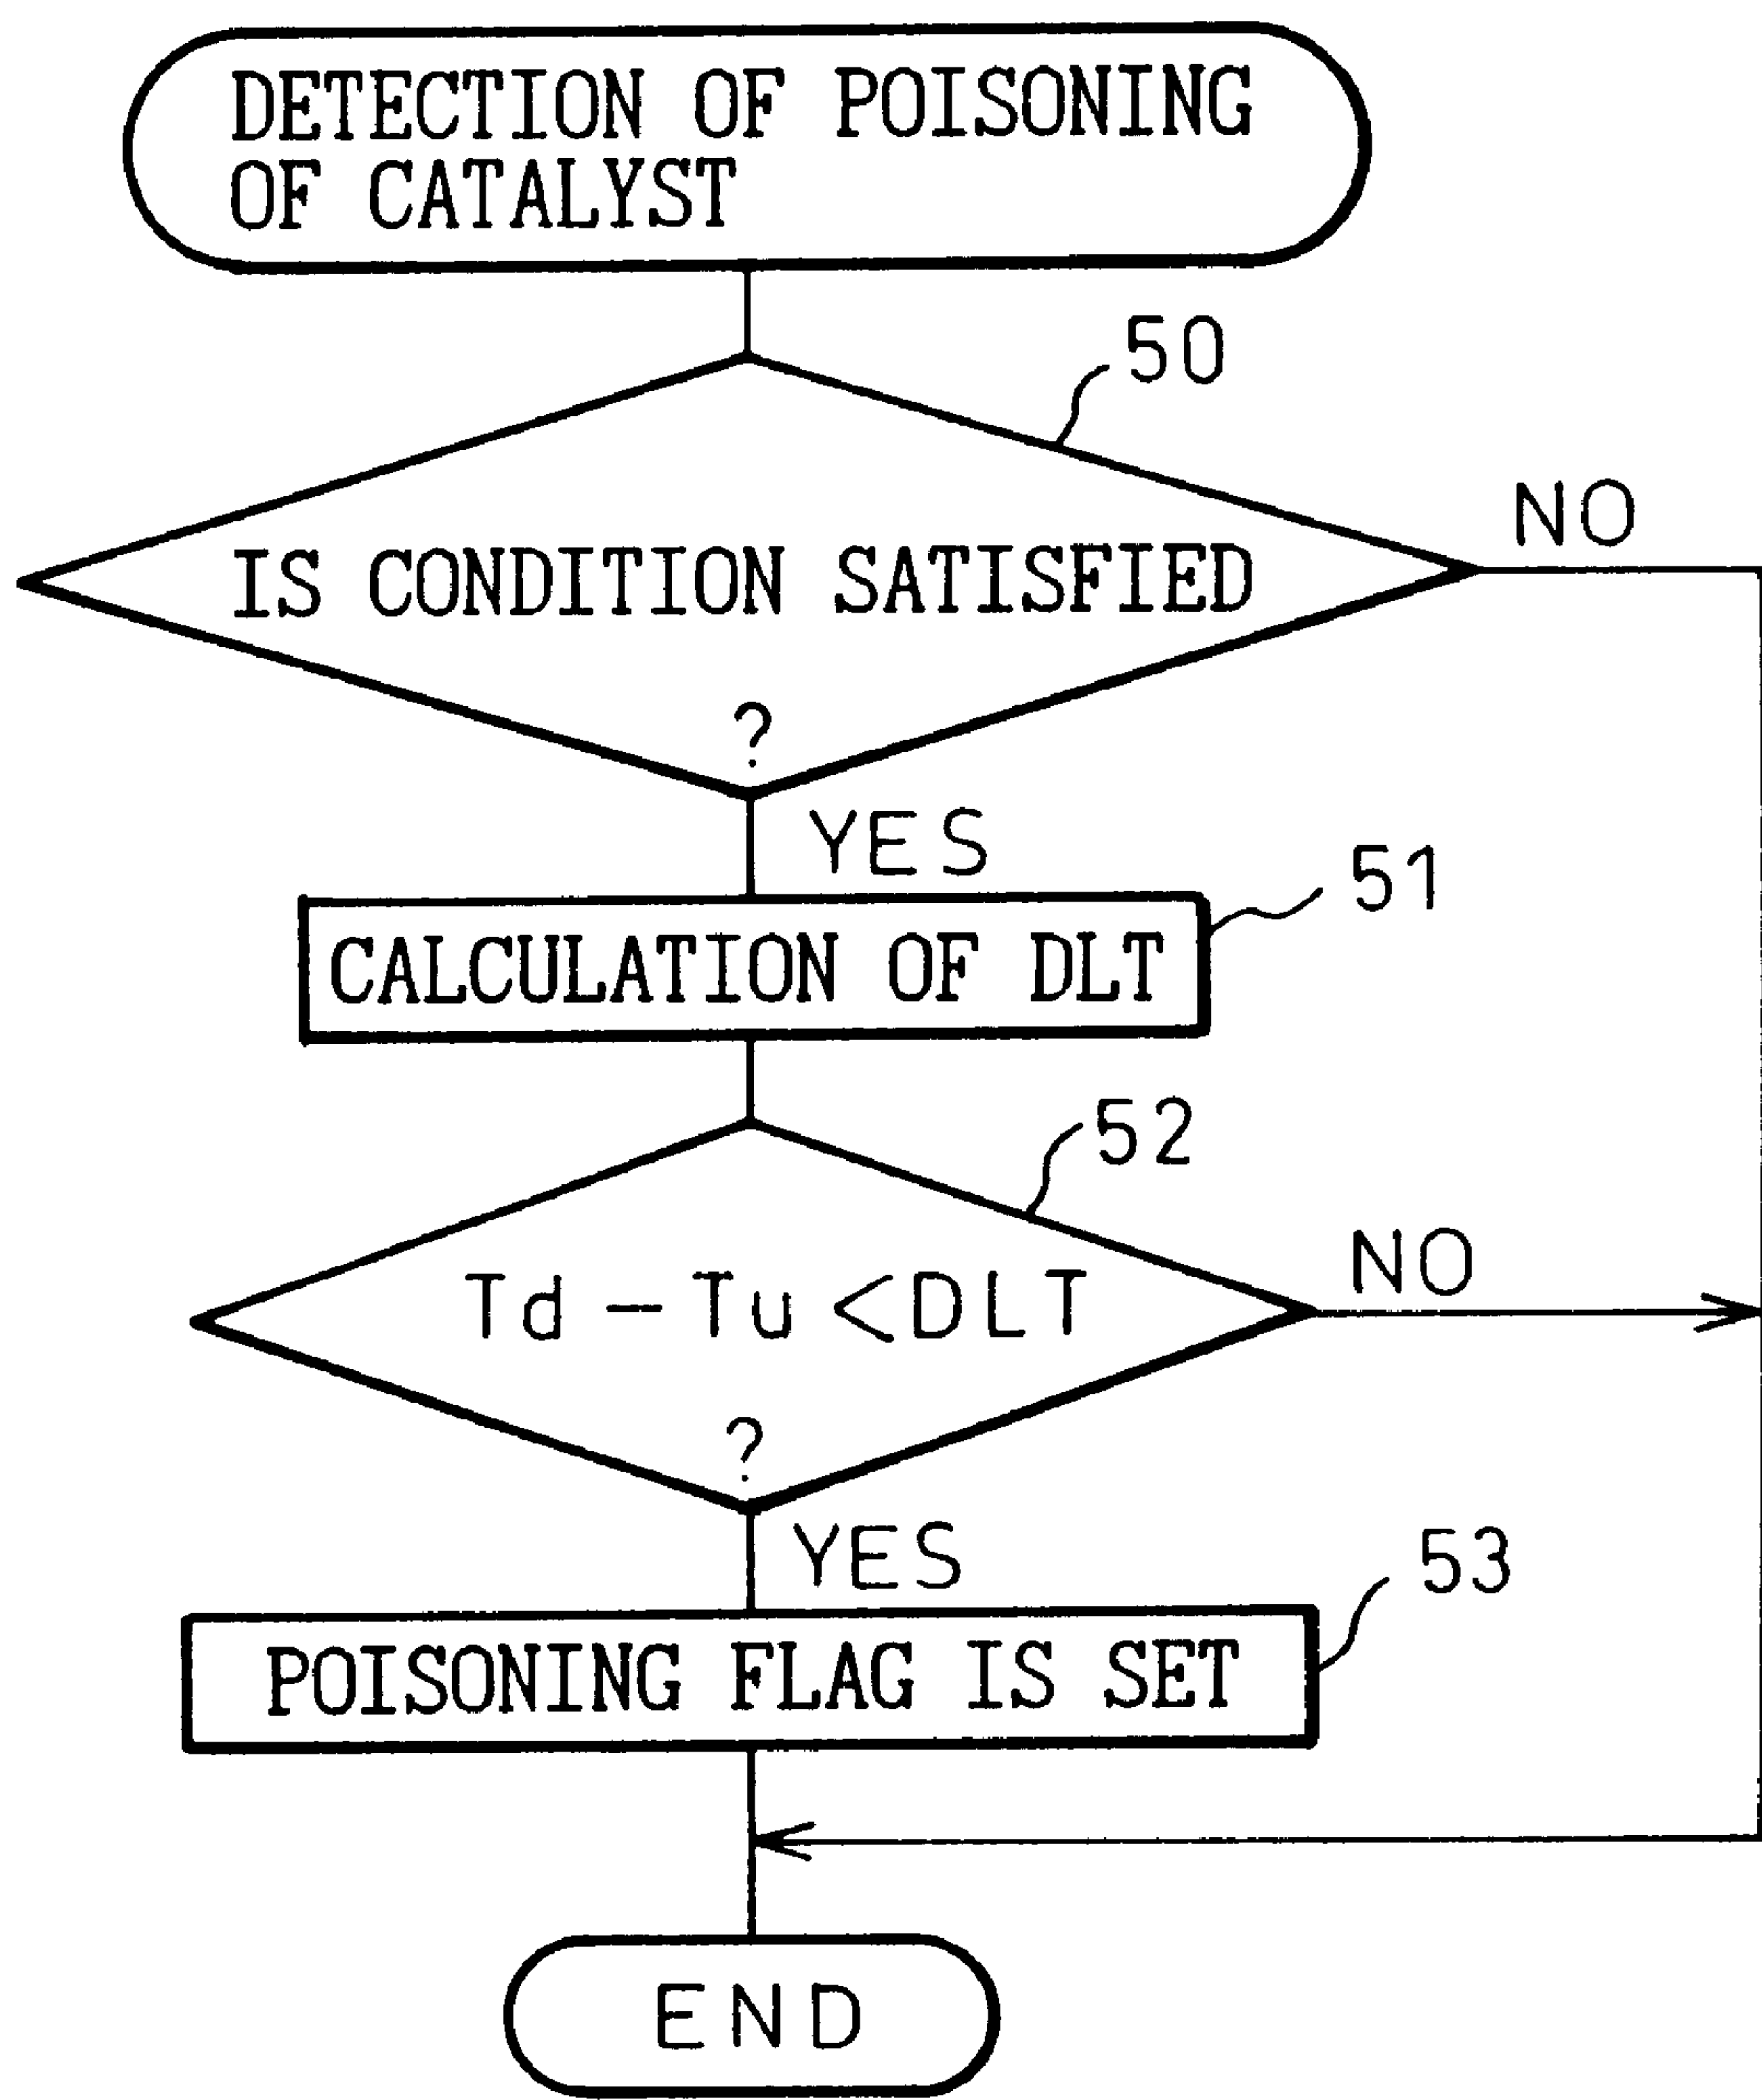 DETECTION OF POISONING
OF CATALYST
50
IS CONDITION SATISFIED
NO
?
YES
51
CALCULATION OF DLT
52
Td - Tu < DLT
NO
?
YES
53
POISONING FLAG IS SET
END